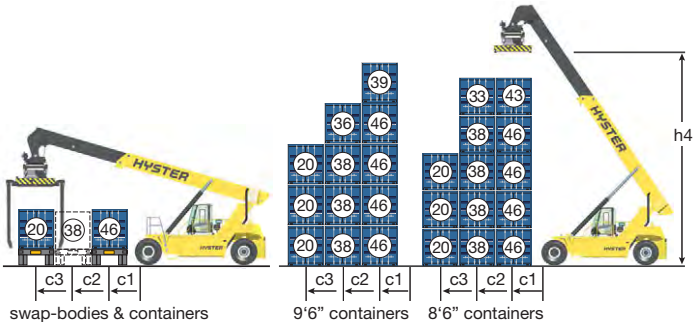 HYSTER
20 38 46
HYSTER
c3 c2 c1
swap-bodies & containers
39
36 46
20 38 46
20 38 46
20 38 46
c3 c2 c1
9‘6” containers
33 43
38 46
20 38 46
20 38 46
20 38 46
c3 c2 c1
8‘6” containers
HYSTER
HYSTER
h4